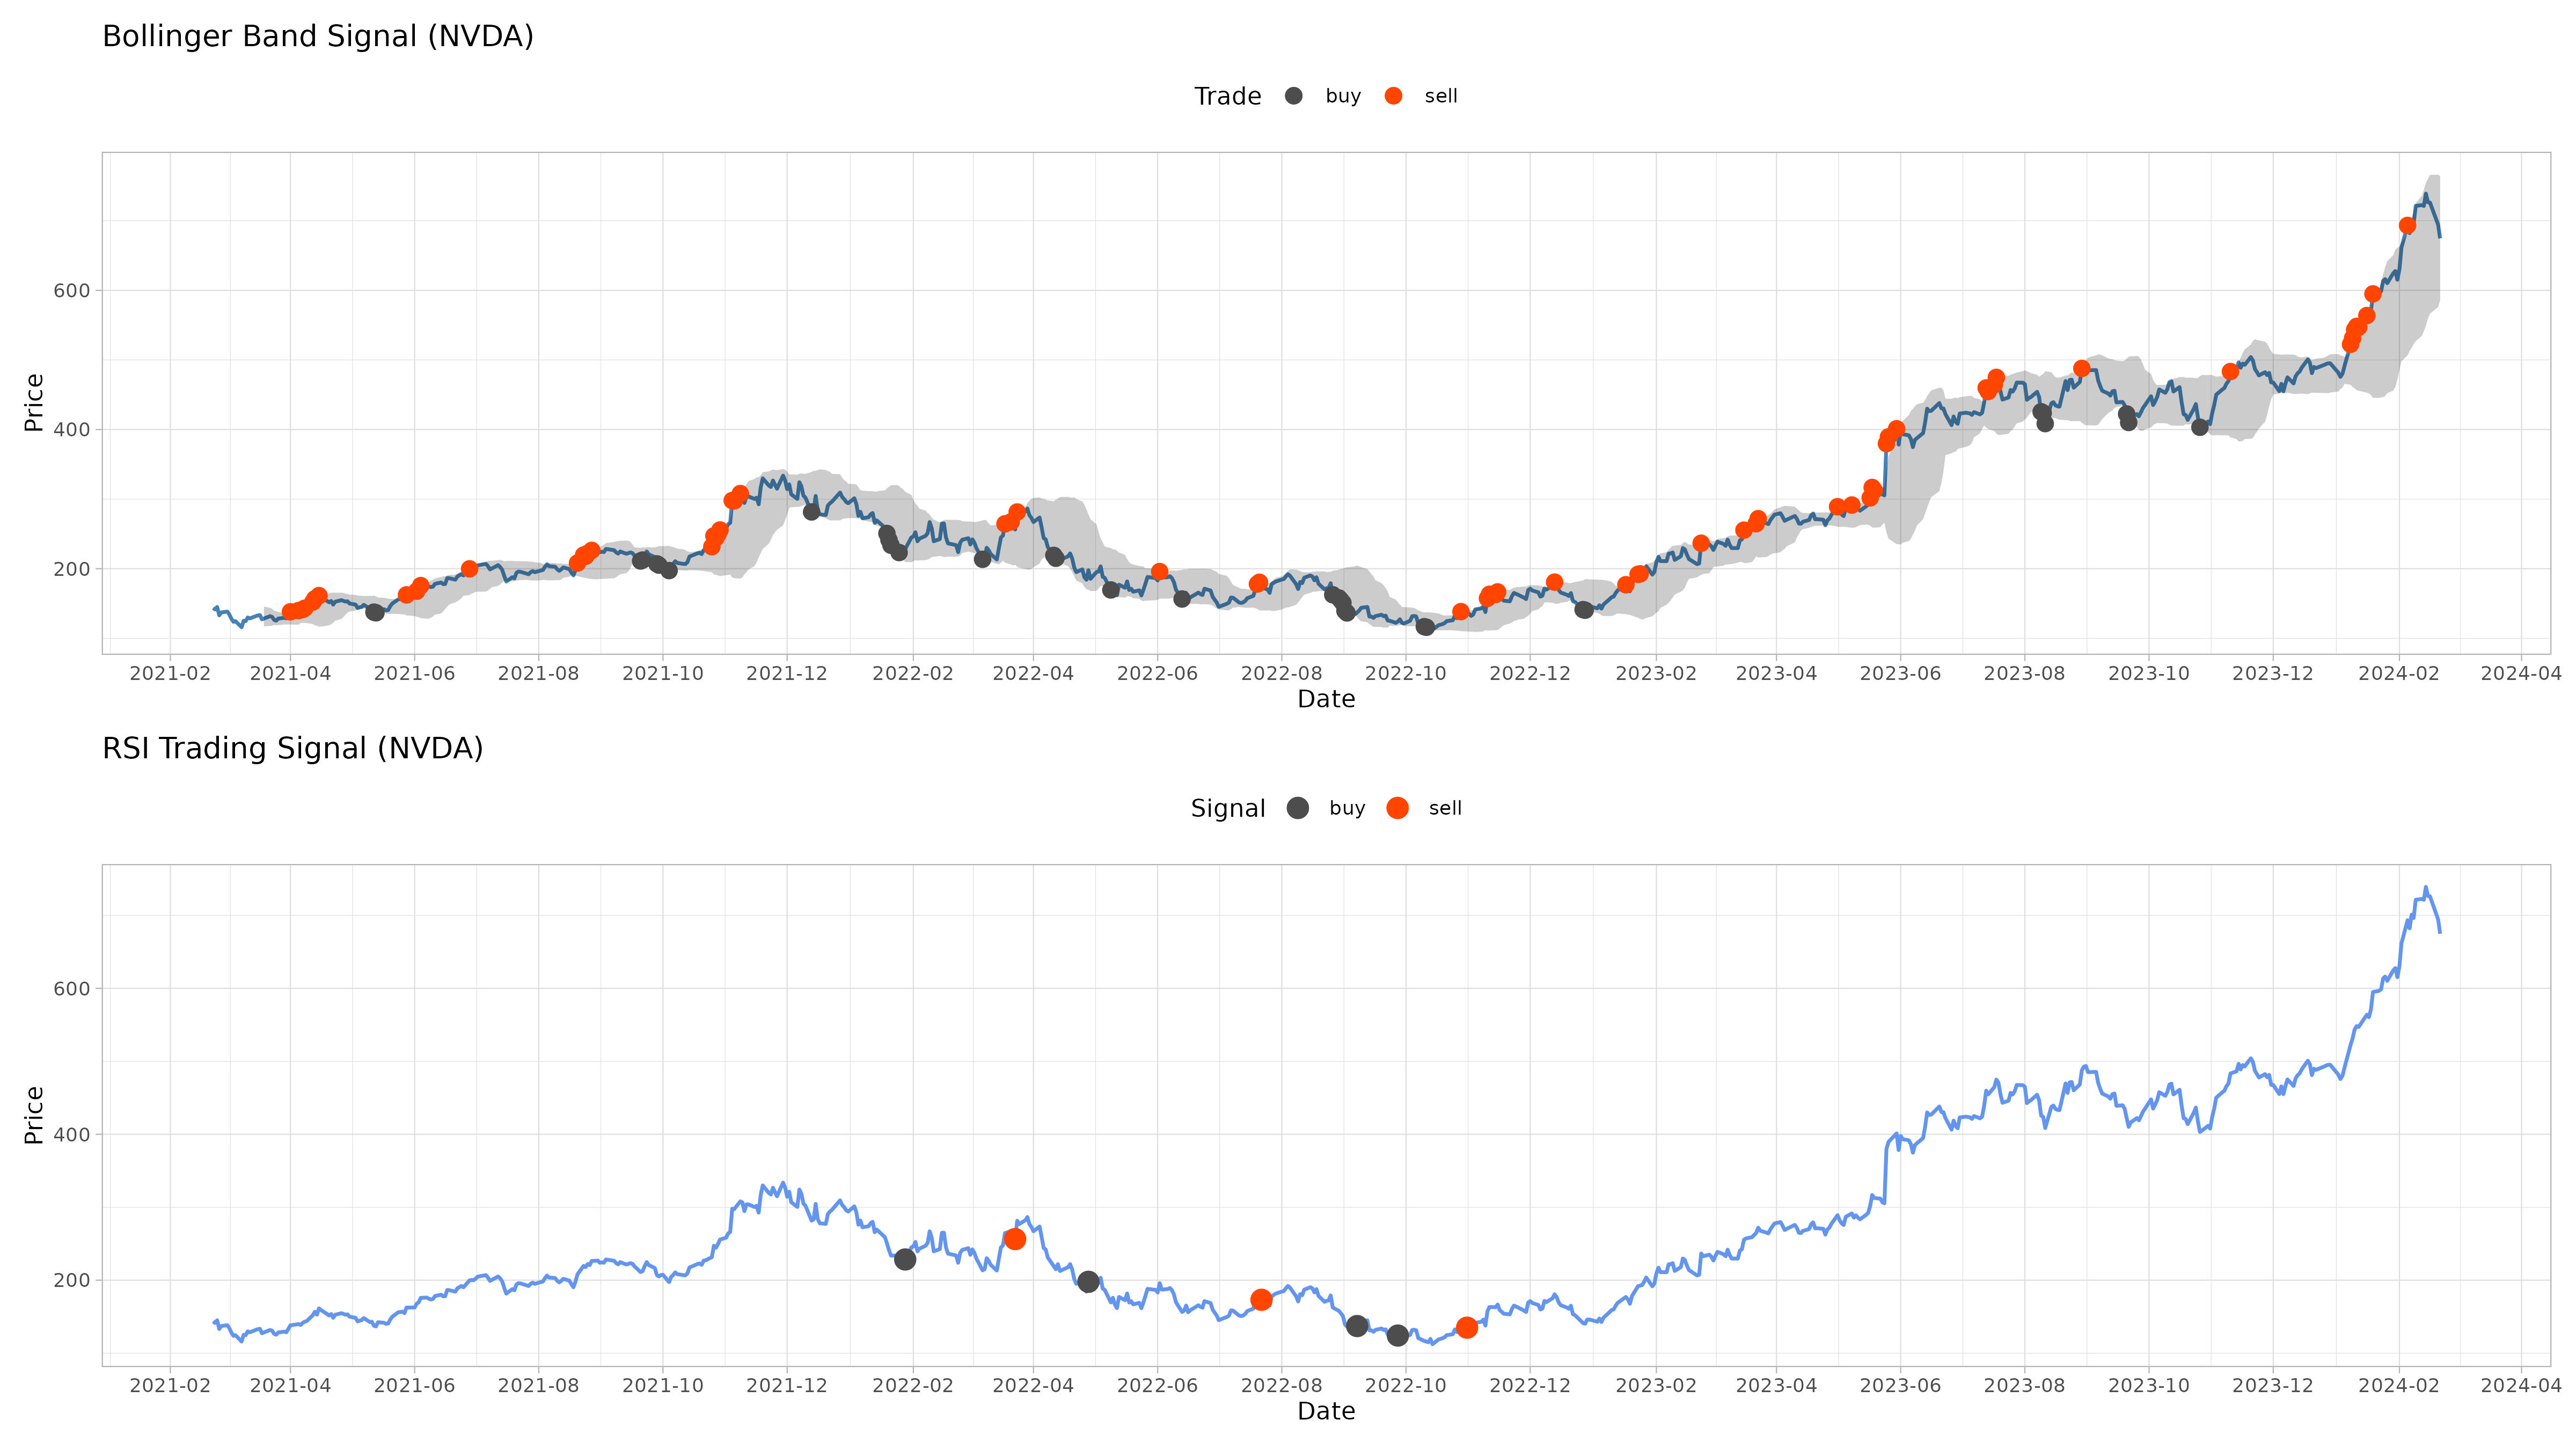 Bollinger Band Signal (NVDA)
Trade buy sell
Price
600
400
200
2021-02 2021-04 2021-06 2021-08 2021-10 2021-12 2022-02 2022-04 2022-06 2022-08 2022-10 2022-12 2023-02 2023-04 2023-06 2023-08 2023-10 2023-12 2024-02 2024-04
Date
RSI Trading Signal (NVDA)
Signal buy sell
Price
600
400
200
2021-02 2021-04 2021-06 2021-08 2021-10 2021-12 2022-02 2022-04 2022-06 2022-08 2022-10 2022-12 2023-02 2023-04 2023-06 2023-08 2023-10 2023-12 2024-02 2024-04
Date